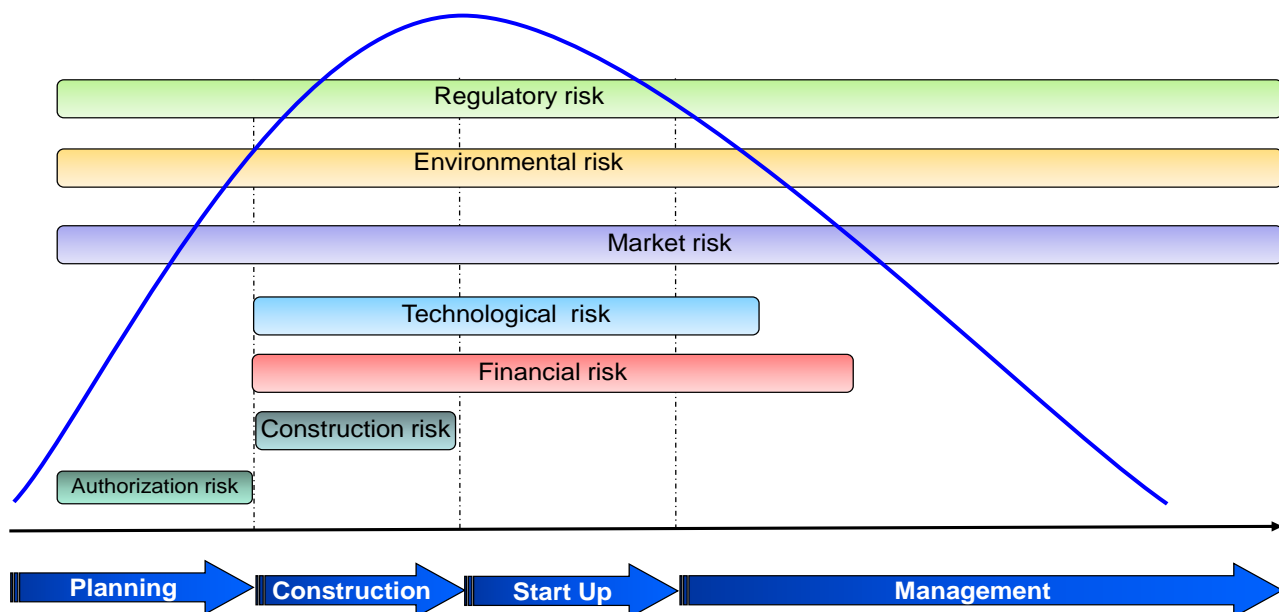 Regulatory risk
Environmental risk
Market risk
Technological  risk
Financial risk
Construction risk
Authorization risk
Planning
Construction
Start Up
Management